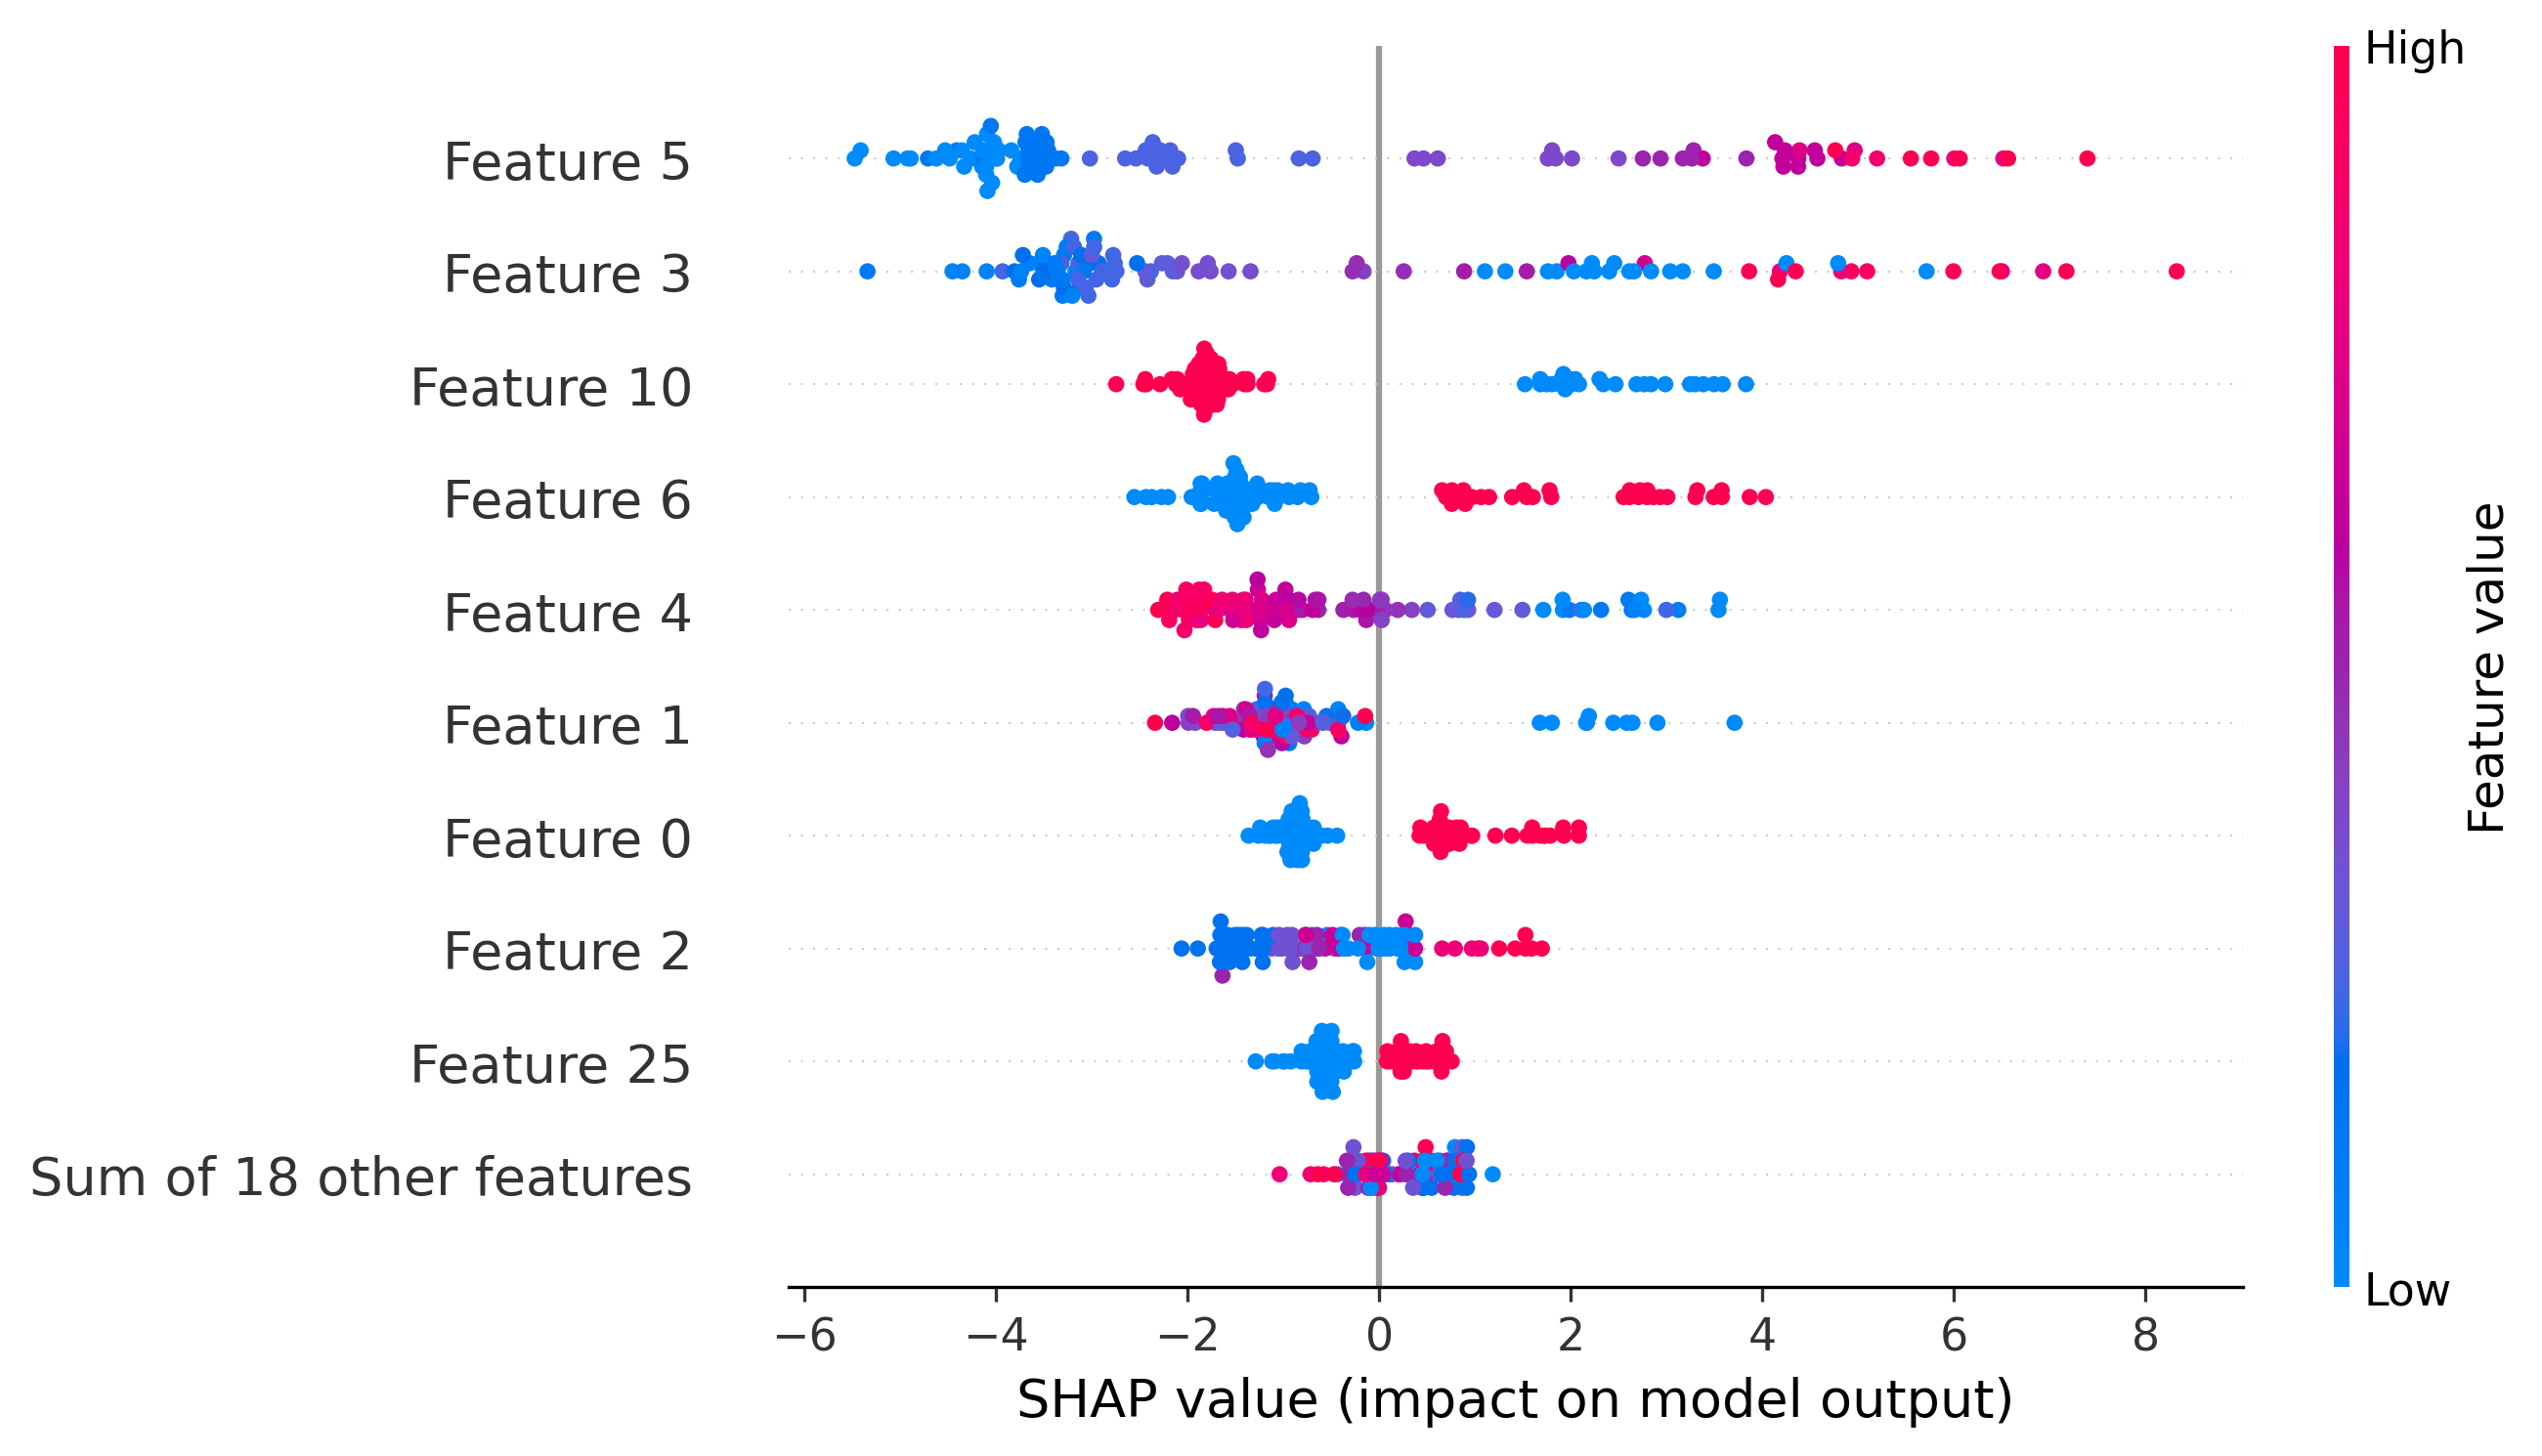 High
Feature 5
Feature 3
Feature 10
Feature 6
Feature 4
Feature 1
Feature 0
Feature 2
Feature 25
Sum of 18 other features
Feature value
Low
−6 −4 −2 0 2 4 6 8
SHAP value (impact on model output)